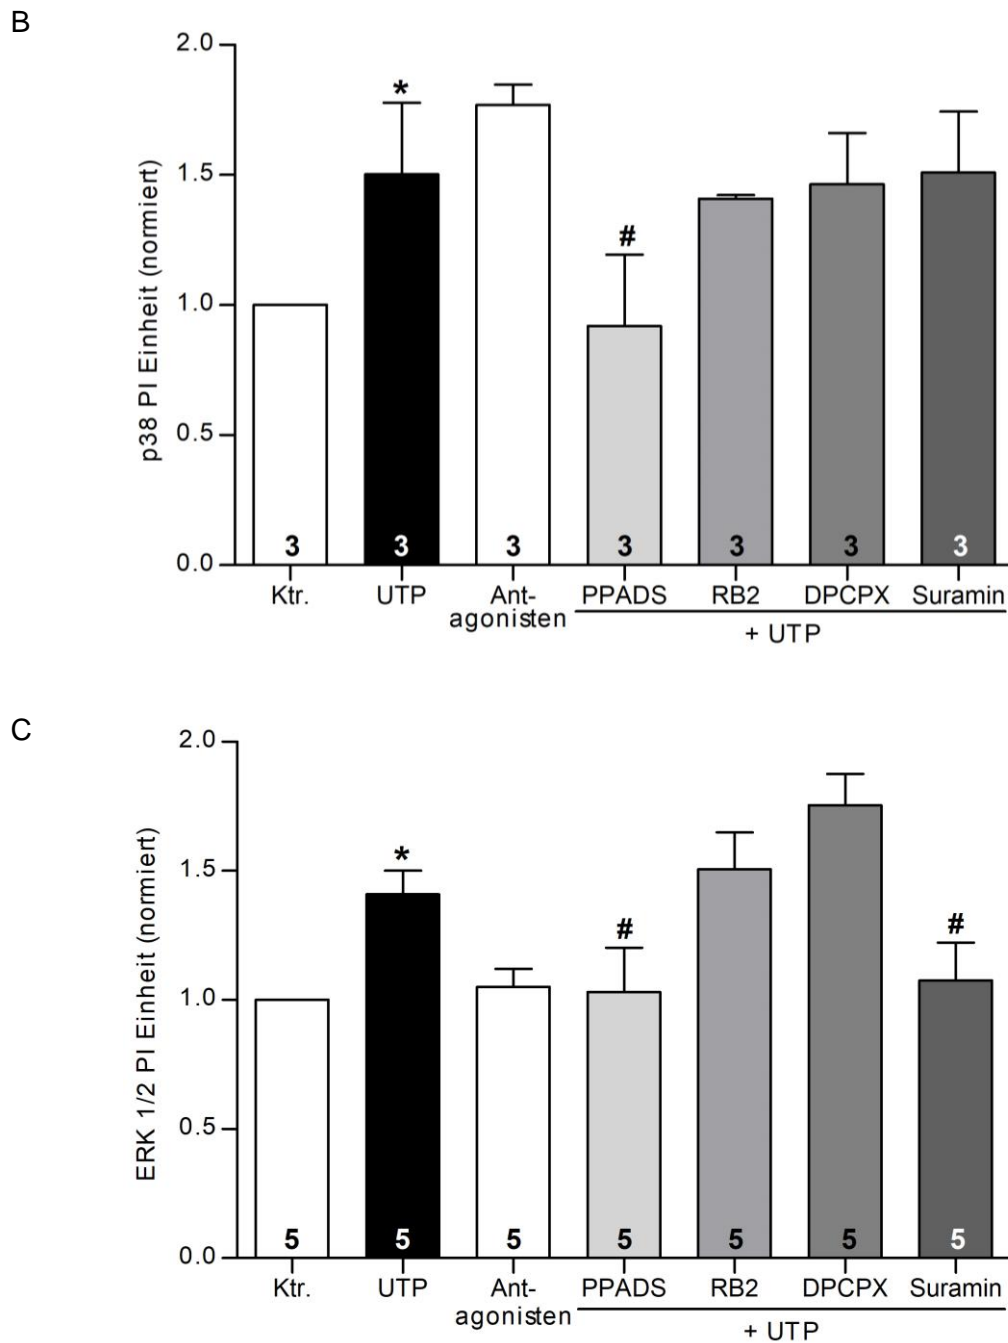 B
p38 PI Einheit (normiert)
2.0
1.5
1.0
0.5
0.0
*
#
3 3 3 3 3 3 3
Ktr. UTP Ant- PPADS RB2 DPCPX Suramin
agonisten
+ UTP
C
ERK 1/2 PI Einheit (normiert)
2.0
1.5
1.0
0.5
0.0
*
#
#
5 5 5 5 5 5 5
Ktr. UTP Ant- PPADS RB2 DPCPX Suramin
agonisten
+ UTP